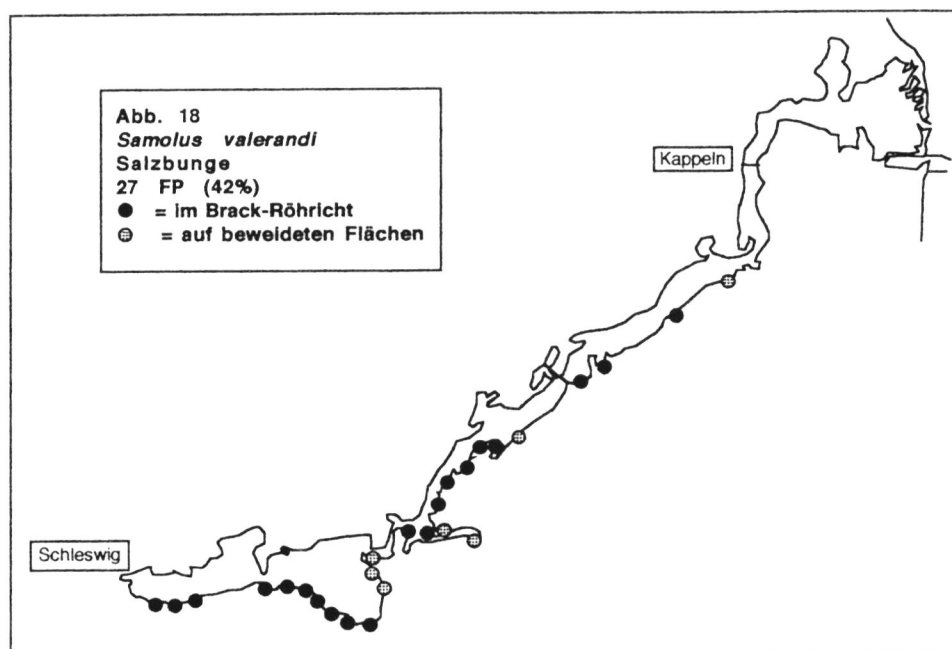 Abb. 18
Samolus valerandi
Salzbunge
27 FP (42%)
= im Brack-Röhricht
= auf beweideten Flächen
Kappeln
Schleswig